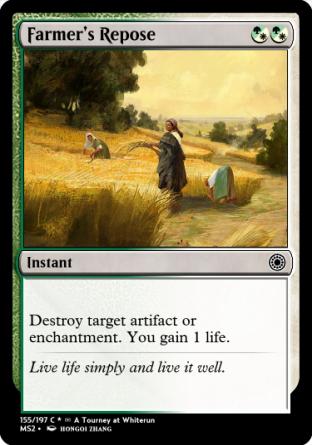 Farmer's Repose
Instant
Destroy target artifact or
enchantment. You gain 1 life.
Live life simply and live it well.
155/197 C * ∞ A Tourney at Whiterun
MS2 • HONGQI ZHANG